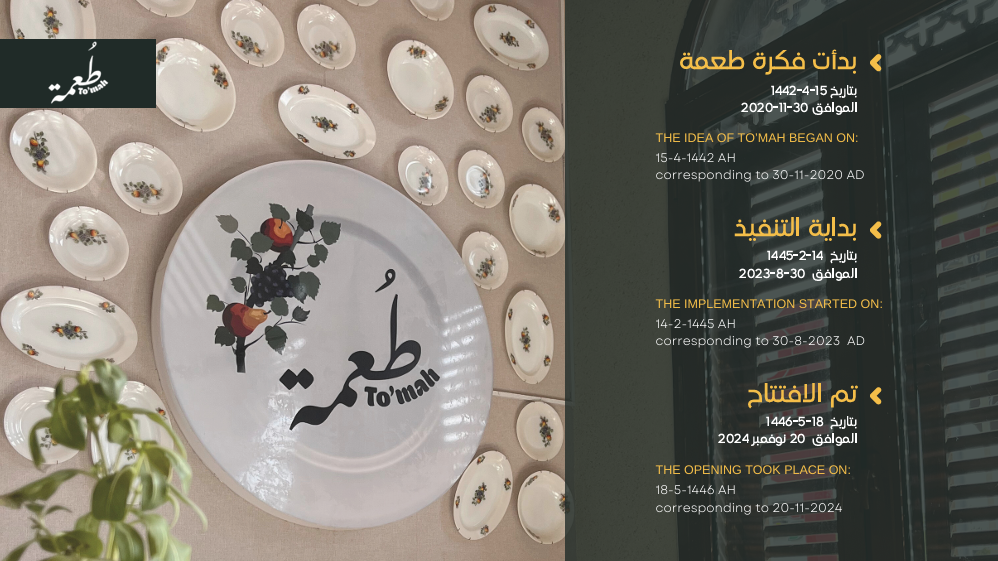 طُعمة
To'mah
طُعمة
To'mah
بدأت فكرة طعمة
بتاريخ 15-4-1442
الموافق 30-11-2020
THE IDEA OF TO'MAH BEGAN ON:
15-4-1442 AH
corresponding to 30-11-2020 AD
بداية التنفيذ
بتاريخ 14-2-1445
الموافق 30-8-2023
THE IMPLEMENTATION STARTED ON:
14-2-1445 AH
corresponding to 30-8-2023 AD
تم الافتتاح
بتاريخ 18-5-1446
الموافق 20 نوفمبر 2024
THE OPENING TOOK PLACE ON:
18-5-1446 AH
corresponding to 20-11-2024